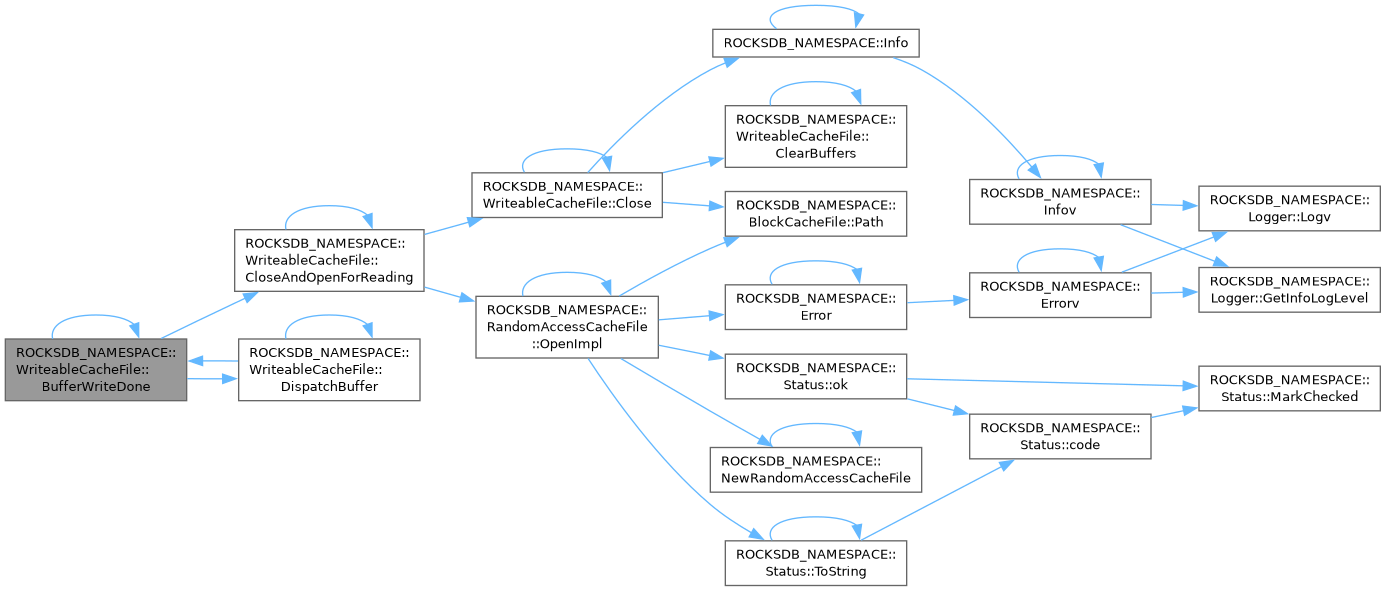 ROCKSDB_NAMESPACE::
WriteableCacheFile::
BufferWriteDone
ROCKSDB_NAMESPACE::
WriteableCacheFile::
CloseAndOpenForReading
ROCKSDB_NAMESPACE::
WriteableCacheFile::
DispatchBuffer
ROCKSDB_NAMESPACE::
WriteableCacheFile::Close
ROCKSDB_NAMESPACE::
RandomAccessCacheFile
::OpenImpl
ROCKSDB_NAMESPACE::Info
ROCKSDB_NAMESPACE::
WriteableCacheFile::
ClearBuffers
ROCKSDB_NAMESPACE::
BlockCacheFile::Path
ROCKSDB_NAMESPACE::
Error
ROCKSDB_NAMESPACE::
Status::ok
ROCKSDB_NAMESPACE::
NewRandomAccessCacheFile
ROCKSDB_NAMESPACE::
Status::ToString
ROCKSDB_NAMESPACE::
Infov
ROCKSDB_NAMESPACE::
Errorv
ROCKSDB_NAMESPACE::
Status::code
ROCKSDB_NAMESPACE::
Logger::Logv
ROCKSDB_NAMESPACE::
Logger::GetInfoLogLevel
ROCKSDB_NAMESPACE::
Status::MarkChecked